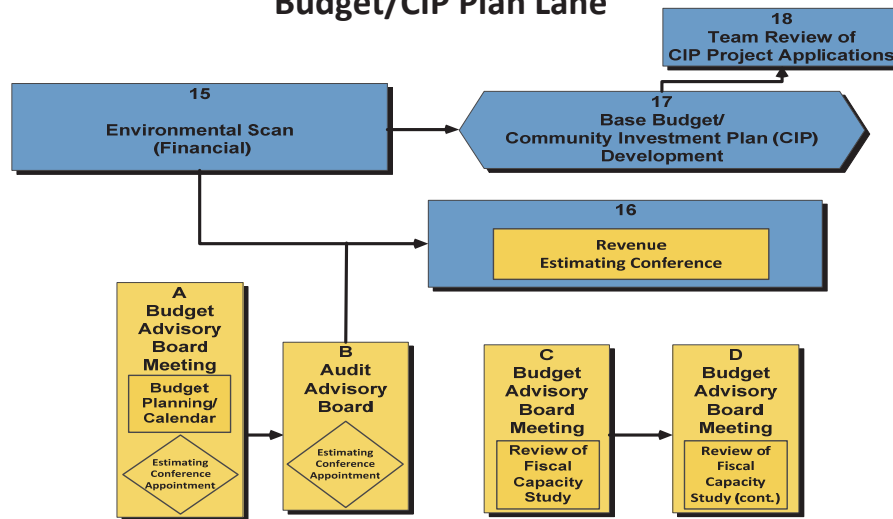 Budget/CIP Plan Lane
18
Team Review of
CIP Project Applications
15
Environmental Scan
(Financial)
17
Base Budget/
Community Investment Plan (CIP)
Development
16
Revenue
Estimating Conference
A
Budget
Advisory
Board
Meeting
Budget
Planning/
Calendar
Estimating
Conference
Appointment
B
Audit
Advisory
Board
Estimating
Conference
Appointment
C
Budget
Advisory
Board
Meeting
Review of
Fiscal
Capacity
Study
D
Budget
Advisory
Board
Meeting
Review of
Fiscal
Capacity
Study (cont.)